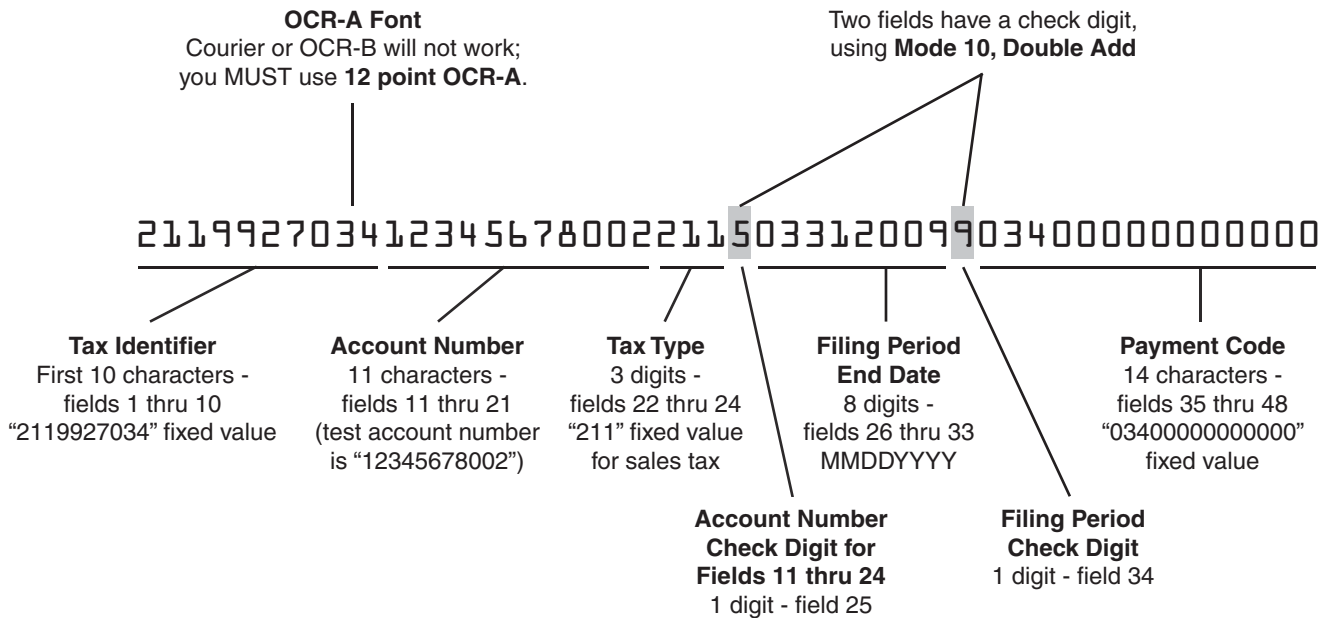 OCR-A Font
Courier or OCR-B will not work;
you MUST use 12 point OCR-A.
Two fields have a check digit,
using Mode 10, Double Add
211992703412345678002211503312009903400000000000
Tax Identifier
First 10 characters -
fields 1 thru 10
“2119927034” fixed value
Account Number
11 characters -
fields 11 thru 21
(test account number
is “12345678002”)
Tax Type
3 digits -
fields 22 thru 24
“211” fixed value
for sales tax
Filing Period
End Date
8 digits -
fields 26 thru 33
MMDDYYYY
Payment Code
14 characters -
fields 35 thru 48
“03400000000000”
fixed value
Account Number
Check Digit for
Fields 11 thru 24
1 digit - field 25
Filing Period
Check Digit
1 digit - field 34